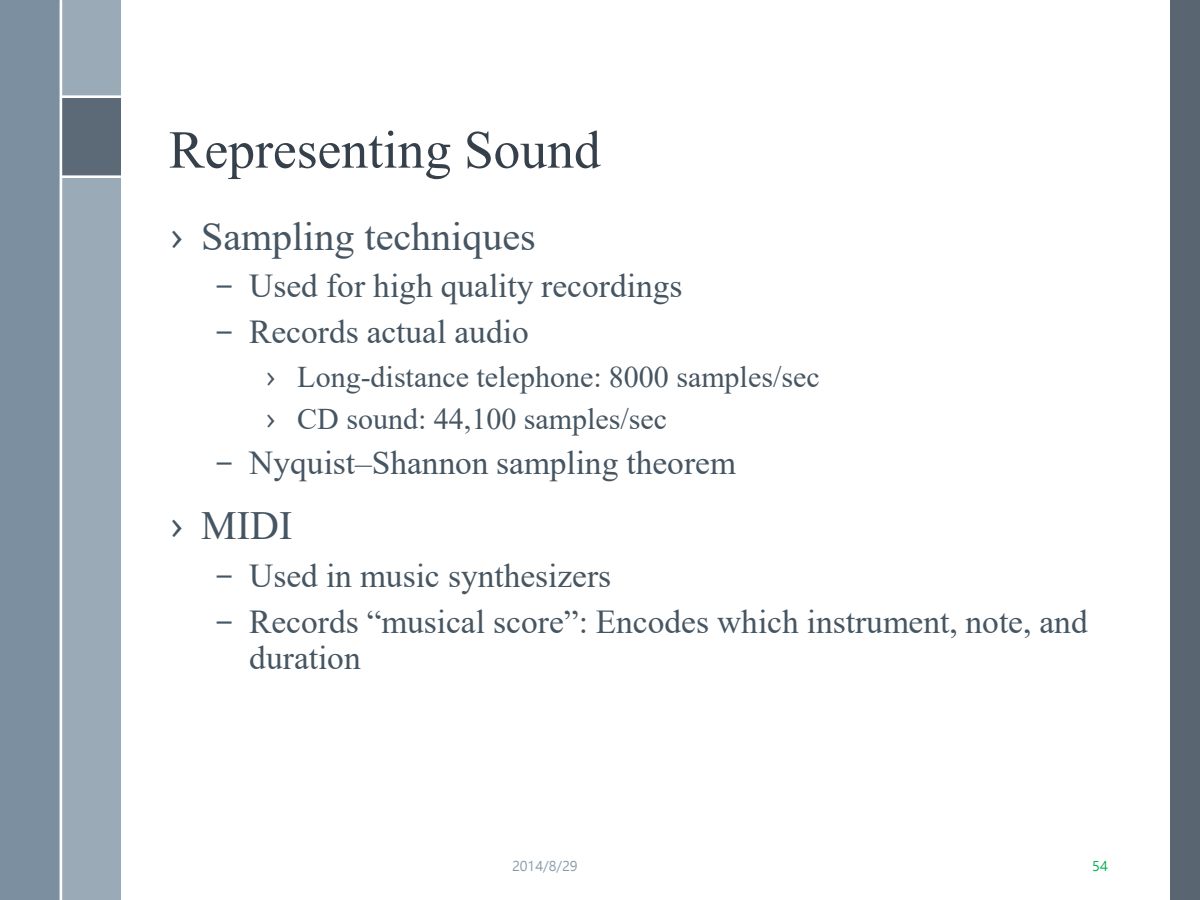 Representing Sound
› Sampling techniques
– Used for high quality recordings
– Records actual audio
› Long-distance telephone: 8000 samples/sec
› CD sound: 44,100 samples/sec
– Nyquist–Shannon sampling theorem
› MIDI
– Used in music synthesizers
– Records “musical score”: Encodes which instrument, note, and
duration
2014/8/29
54